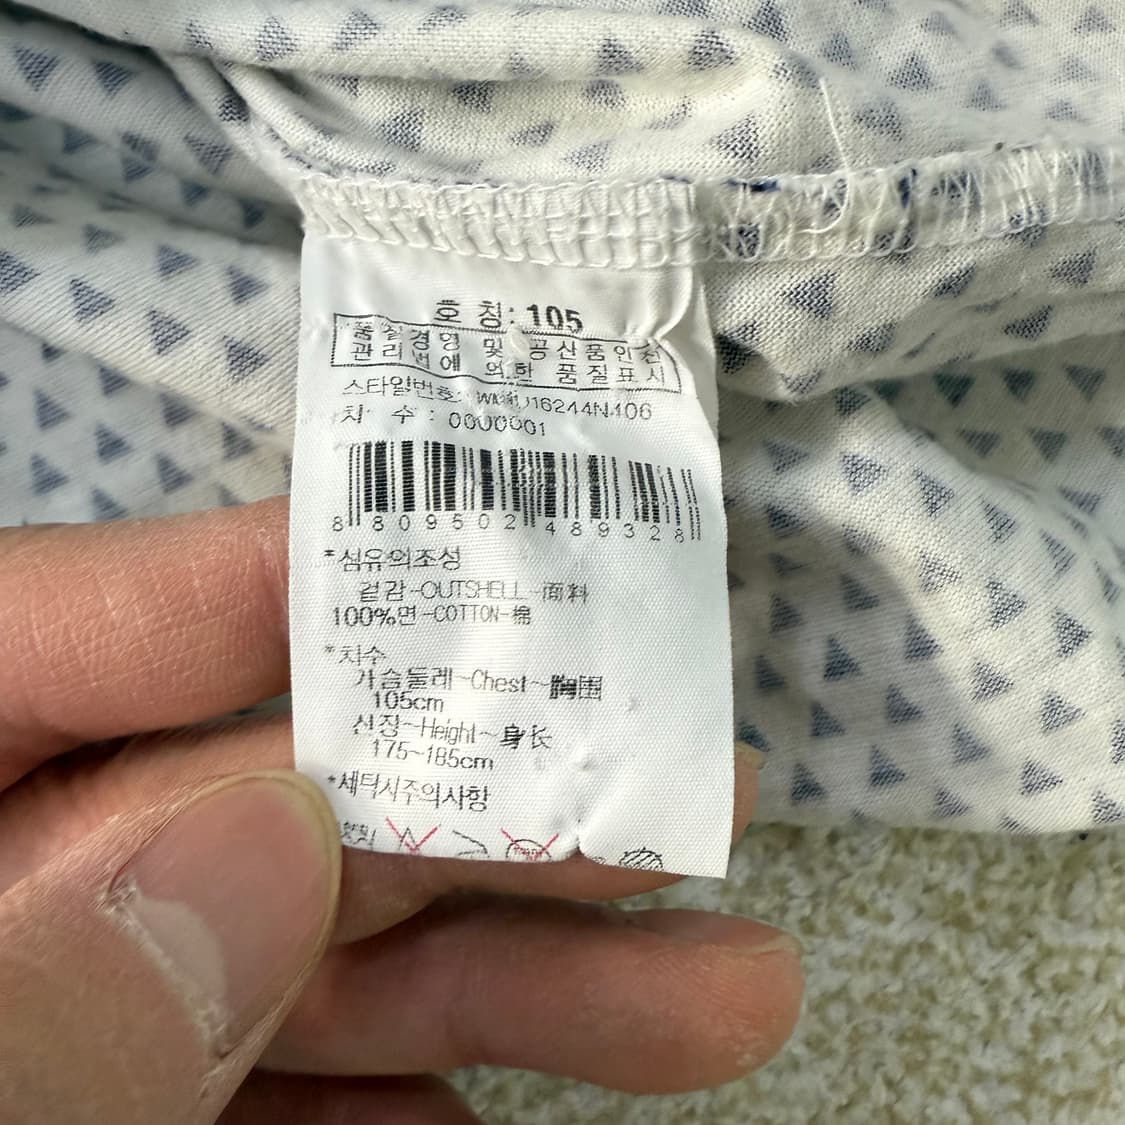 호 칭: 105
품질경영 및 공산품안전
관리법에 의한 품질표시
스타일번호:
치 수 : 0000001
8 809502 489328
*섬유의조성
겉감-OUTSHELL-面料
100%면-COTTON-棉
*치수
가슴둘레-Chest-胸围
105cm
신장-Height-身长
175-185cm
*세탁시주의사항